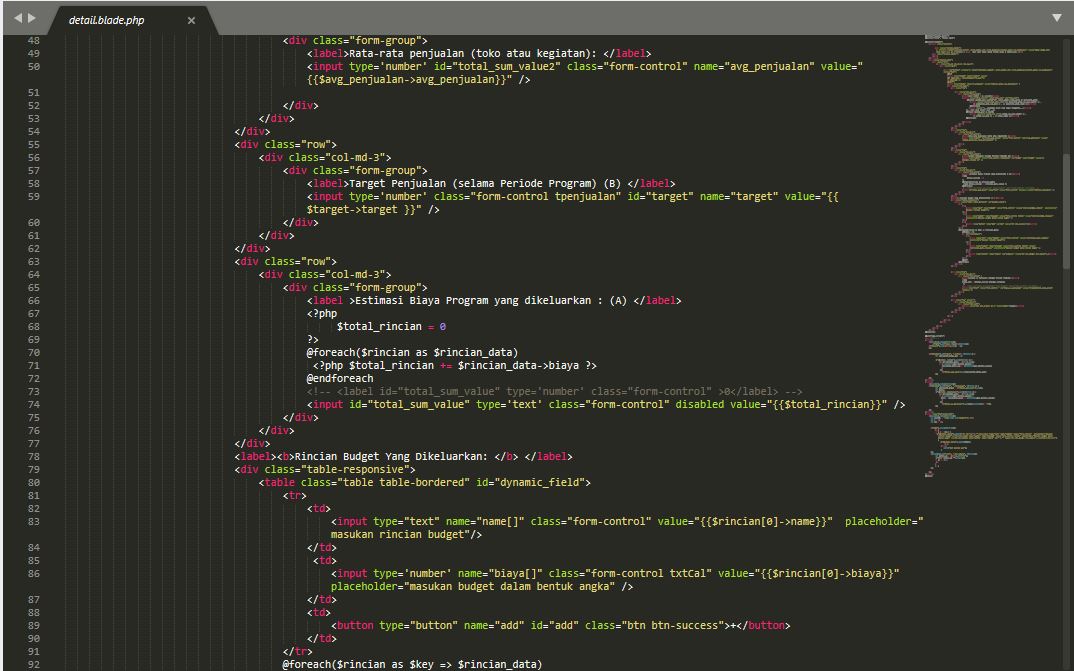 detail.blade.php
48 <div class="form-group">
49 <label>Rata-rata penjualan (toko atau kegiatan): </label>
50 <input type='number' id="total_sum_value2" class="form-control" name="avg_penjualan" value="
{{$avg_penjualan->avg_penjualan}}" />
51
52 </div>
53 </div>
54 </div>
55 <div class="row">
56 <div class="col-md-3">
57 <div class="form-group">
58 <label>Target Penjualan (selama Periode Program) (B) </label>
59 <input type='number' class="form-control tpenjualan" id="target" name="target" value="{{
$target->target }}" />
60 </div>
61 </div>
62 </div>
63 <div class="row">
64 <div class="col-md-3">
65 <div class="form-group">
66 <label >Estimasi Biaya Program yang dikeluarkan : (A) </label>
67 <?php
68 $total_rincian = 0
69 ?>
70 @foreach($rincian as $rincian_data)
71 <?php $total_rincian += $rincian_data->biaya ?>
72 @endforeach
73 <!-- <label id="total_sum_value" type='number' class="form-control" >0</label> -->
74 <input id="total_sum_value" type='text' class="form-control" disabled value="{{$total_rincian}}" />
75 </div>
76 </div>
77 </div>
78 <label><b>Rincian Budget Yang Dikeluarkan: </b> </label>
79 <div class="table-responsive">
80 <table class="table table-bordered" id="dynamic_field">
81 <tr>
82 <td>
83 <input type="text" name="name[]" class="form-control" value="{{$rincian[0]->name}}" placeholder="
masukan rincian budget"/>
84 </td>
85 <td>
86 <input type='number' name="biaya[]" class="form-control txtCal" value="{{$rincian[0]->biaya}}"
placeholder="masukan budget dalam bentuk angka" />
87 </td>
88 <td>
89 <button type="button" name="add" id="add" class="btn btn-success">+</button>
90 </td>
91 </tr>
92 @foreach($rincian as $key => $rincian_data)